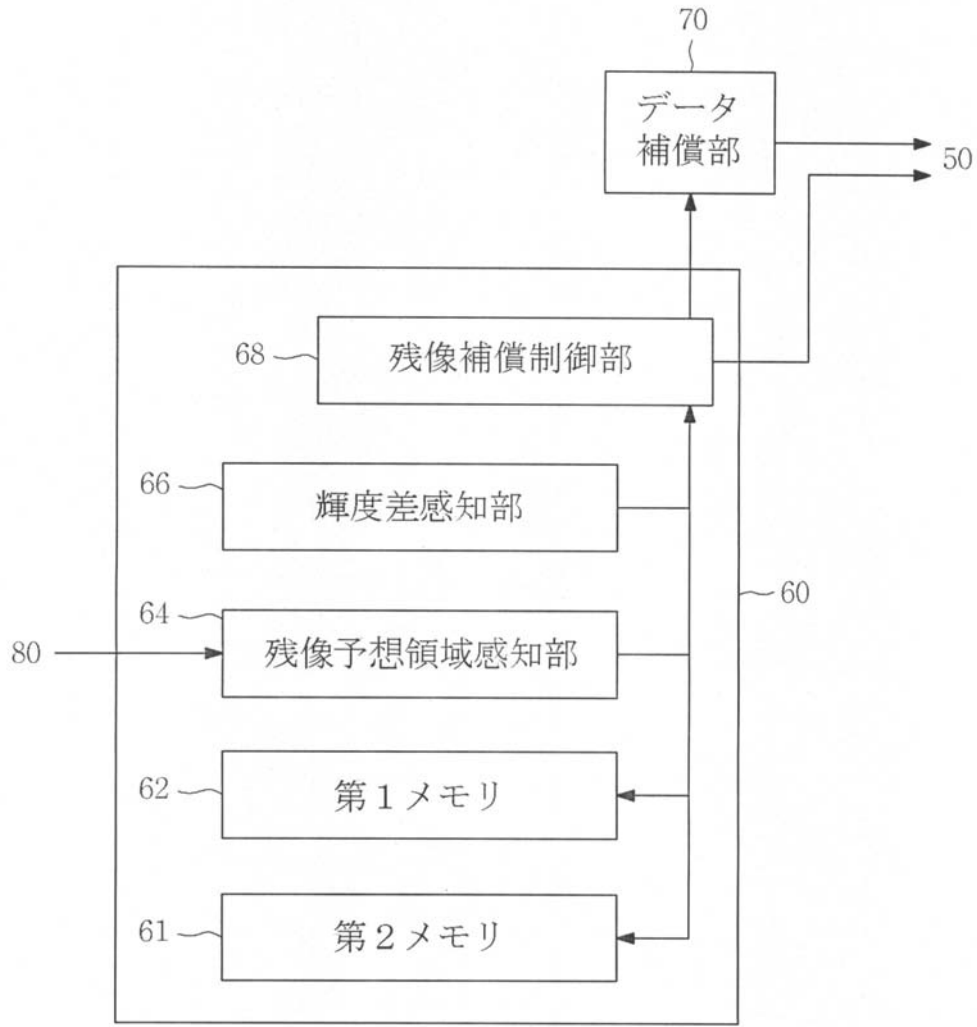 70
データ
補償部
50
68
残像補償制御部
66
輝度差感知部
60
64
80
残像予想領域感知部
62
第１メモリ
61
第２メモリ